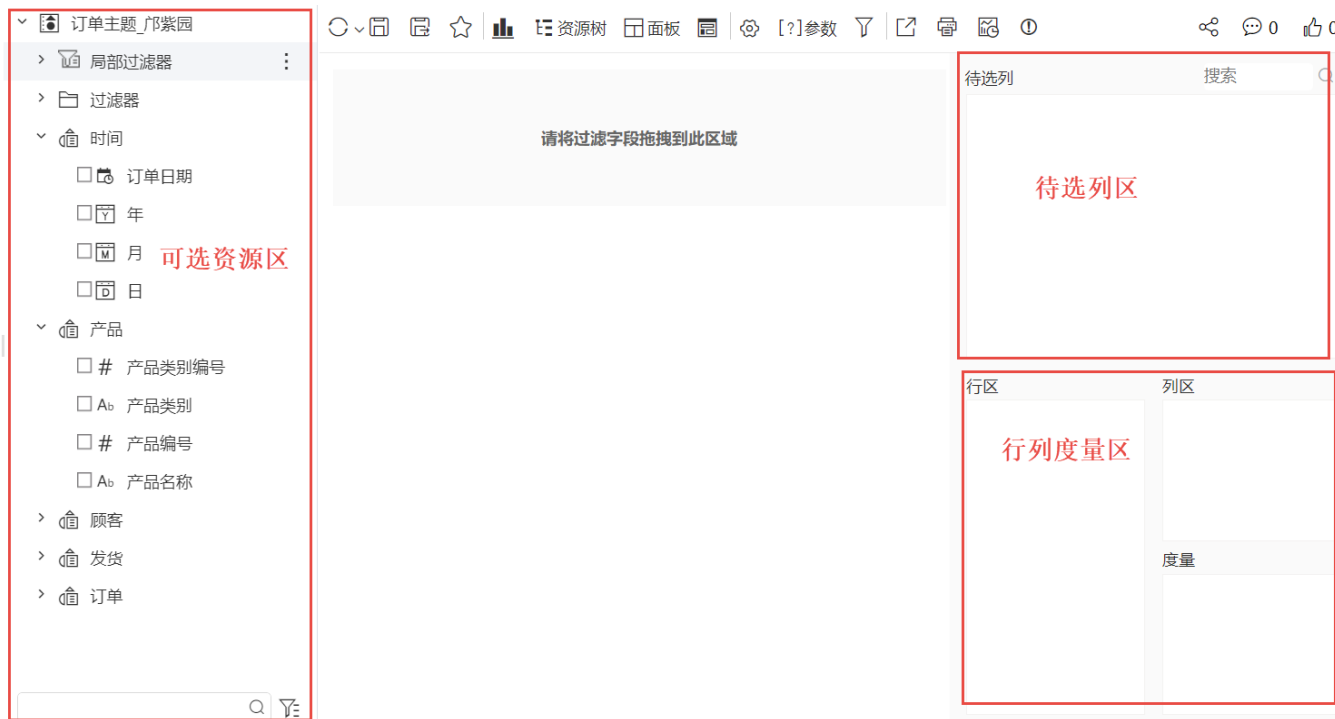 订单主题_邝紫园
局部过滤器
过滤器
时间
订单日期
年
月
日
可选资源区
产品
产品类别编号
产品类别
产品编号
产品名称
顾客
发货
订单
资源树 面板 [?]参数 0 0
请将过滤字段拖拽到此区域
待选列 搜索
待选列区
行区 列区
行列度量区
度量